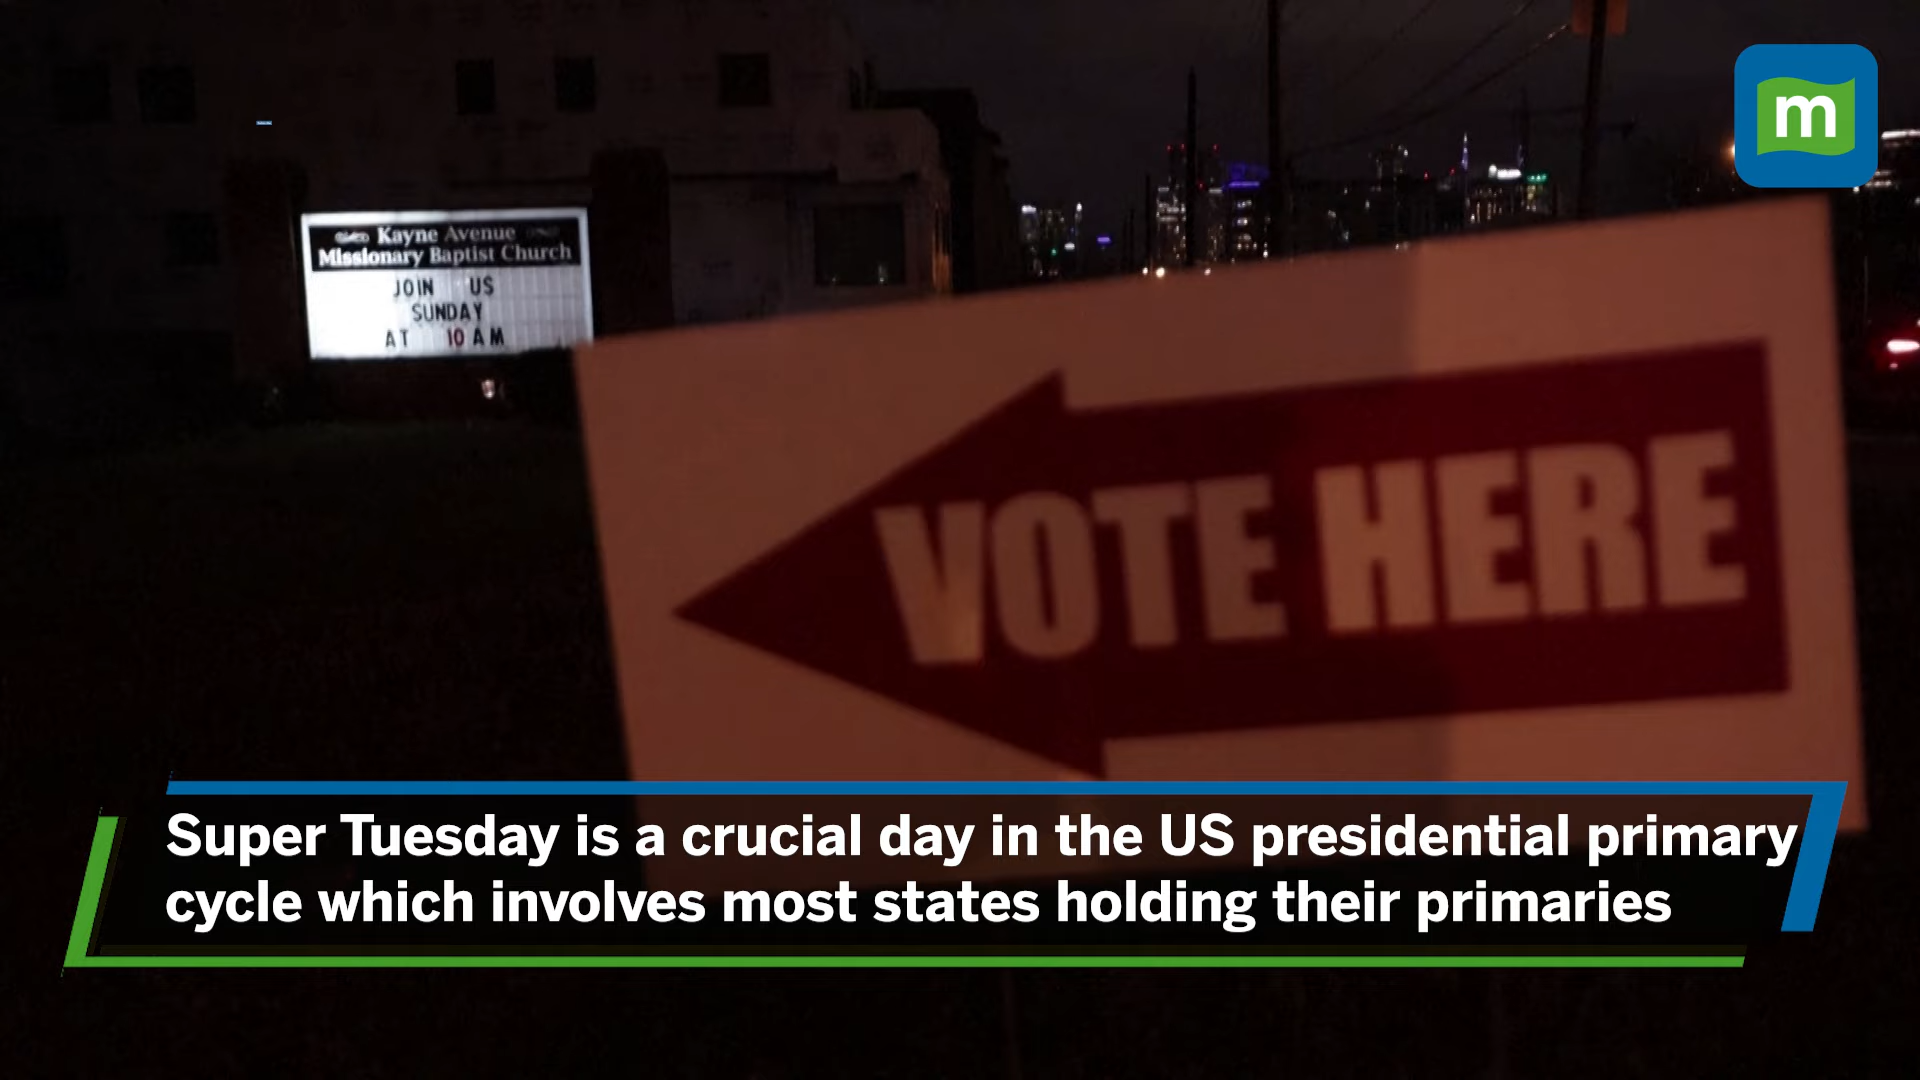 m
Kayne Avenue
Missionary Baptist Church
JOIN US
SUNDAY
AT 10 AM
VOTE HERE
Super Tuesday is a crucial day in the US presidential primary
cycle which involves most states holding their primaries